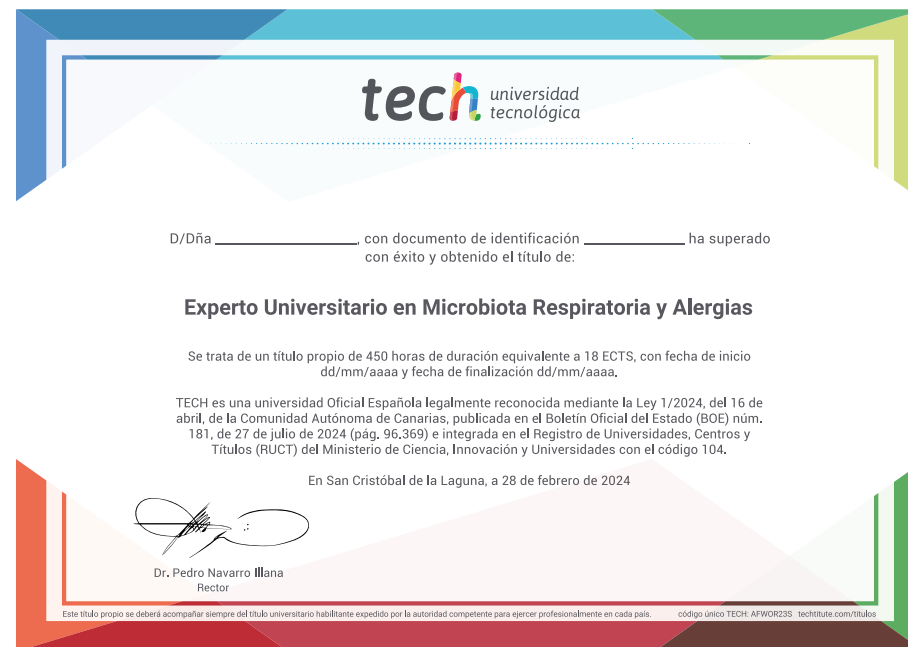 tech universidad
tecnológica
D/Dña ____________________, con documento de identificación ______________ ha superado
con éxito y obtenido el título de:
Experto Universitario en Microbiota Respiratoria y Alergias
Se trata de un título propio de 450 horas de duración equivalente a 18 ECTS, con fecha de inicio
dd/mm/aaaa y fecha de finalización dd/mm/aaaa.
TECH es una universidad Oficial Española legalmente reconocida mediante la Ley 1/2024, del 16 de
abril, de la Comunidad Autónoma de Canarias, publicada en el Boletín Oficial del Estado (BOE) núm.
181, de 27 de julio de 2024 (pág. 96.369) e integrada en el Registro de Universidades, Centros y
Títulos (RUCT) del Ministerio de Ciencia, Innovación y Universidades con el código 104.
En San Cristóbal de la Laguna, a 28 de febrero de 2024
Dr. Pedro Navarro Illana
Rector
Este título propio se deberá acompañar siempre del título universitario habilitante expedido por la autoridad competente para ejercer profesionalmente en cada país. código único TECH: AFWOR23S techtitute.com/titulos